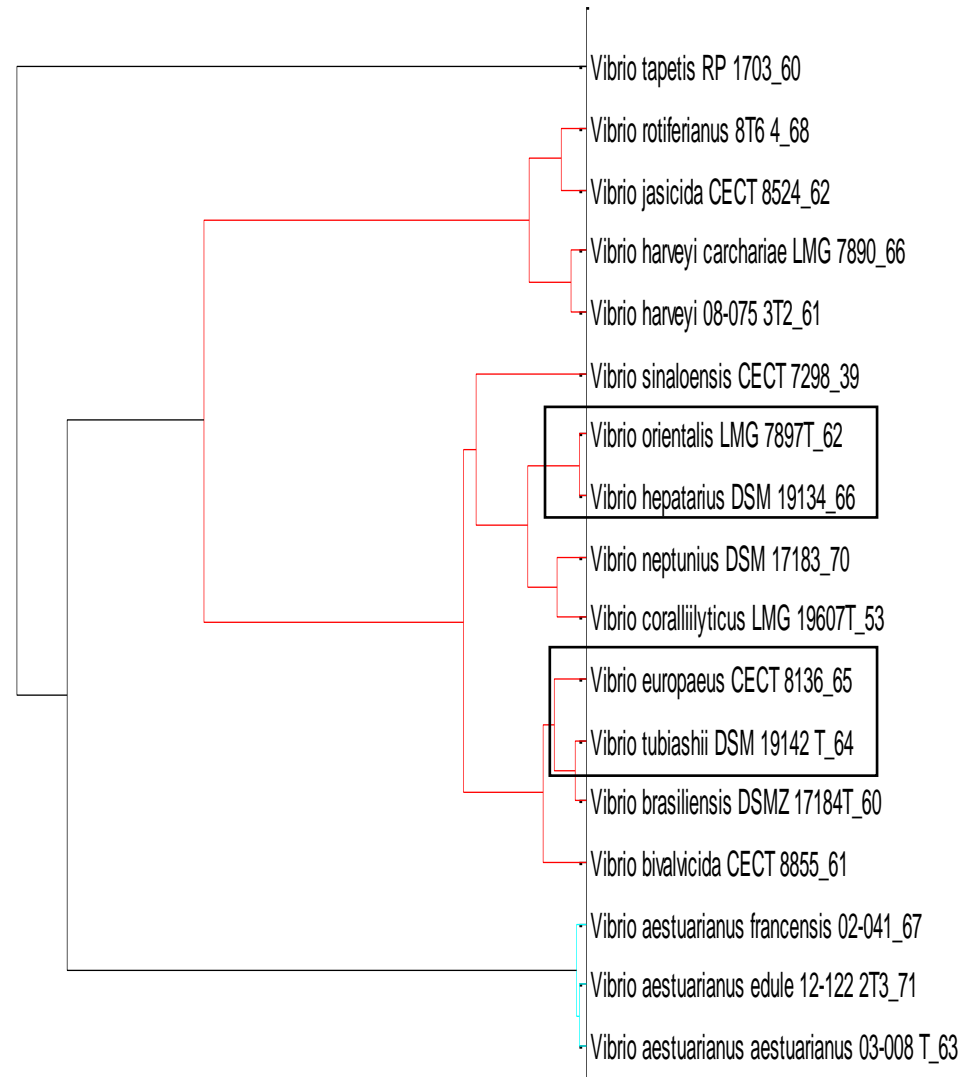 Vibrio tapetis RP 1703_60
Vibrio rotiferianus 8T6 4_68
Vibrio jasicida CECT 8524_62
Vibrio harveyi carchariae LMG 7890_66
Vibrio harveyi 08-075 3T2_61
Vibrio sinaloensis CECT 7298_39
Vibrio orientalis LMG 7897T_62
Vibrio hepatarius DSM 19134_66
Vibrio neptunius DSM 17183_70
Vibrio coralliilyticus LMG 19607T_53
Vibrio europaeus CECT 8136_65
Vibrio tubiashii DSM 19142 T_64
Vibrio brasiliensis DSMZ 17184T_60
Vibrio bivalvicida CECT 8855_61
Vibrio aestuarianus francensis 02-041_67
Vibrio aestuarianus edule 12-122 2T3_71
Vibrio aestuarianus aestuarianus 03-008 T_63